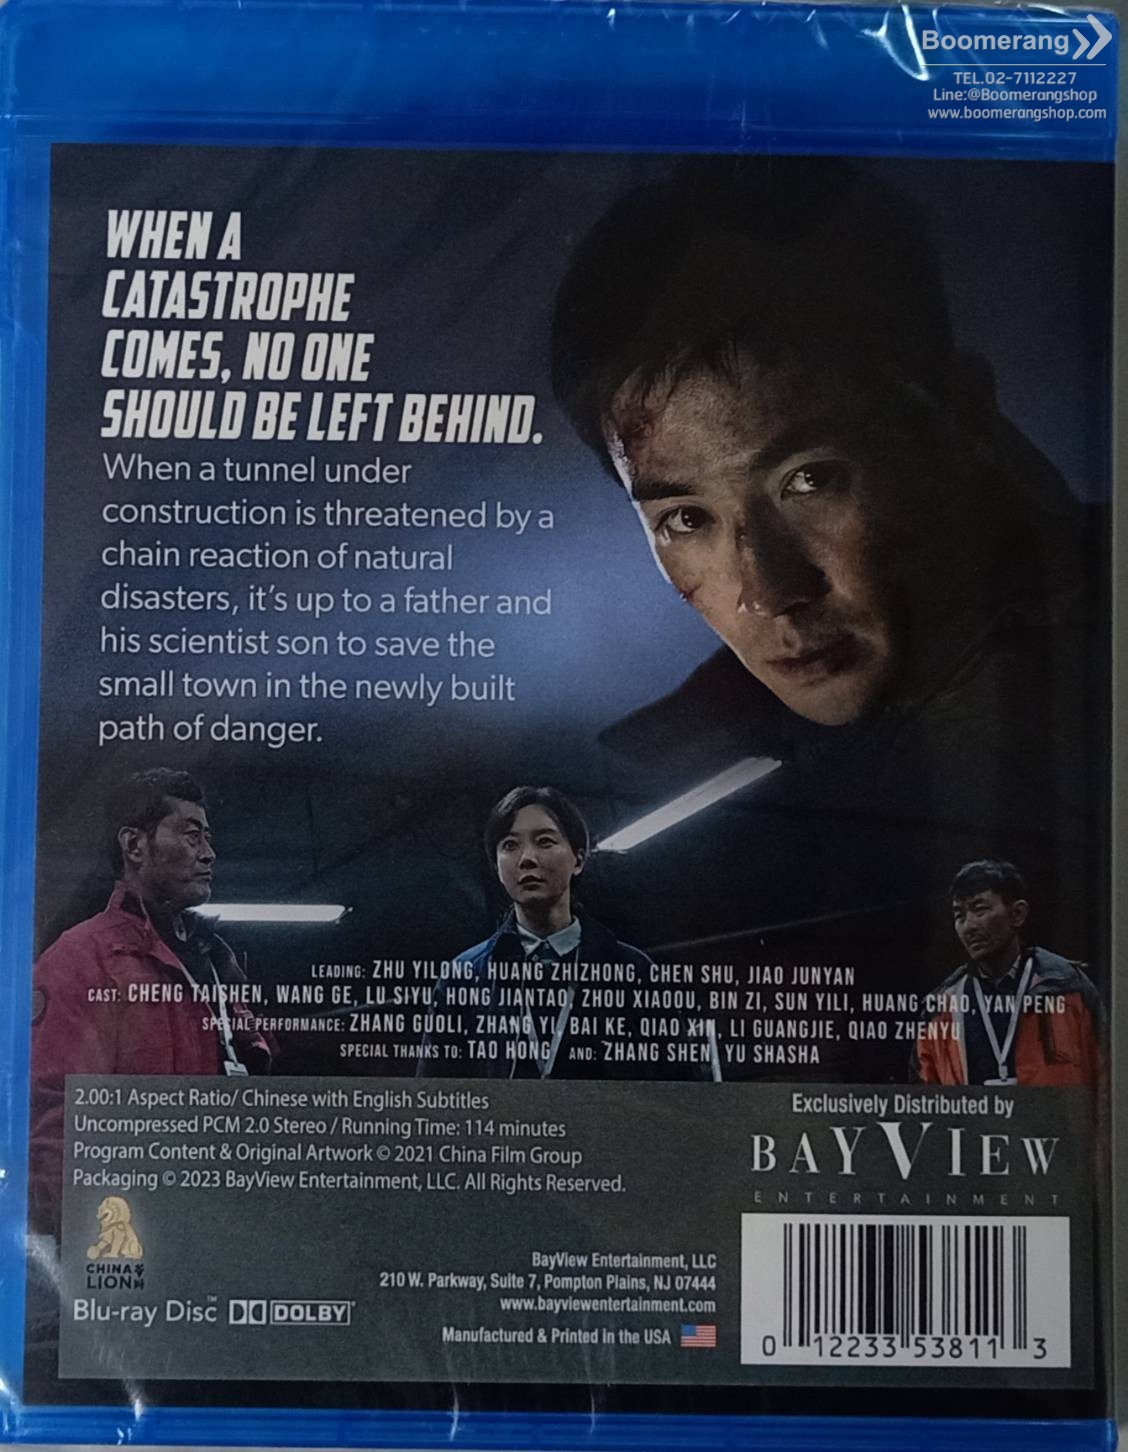 Boomerang
TEL.02-7112227
Line:@Boomerangshop
www.boomerangshop.com
WHEN A
CATASTROPHE
COMES, NO ONE
SHOULD BE LEFT BEHIND.
When a tunnel under
construction is threatened by a
chain reaction of natural
disasters, it's up to a father and
his scientist son to save the
small town in the newly built
path of danger.
LEADING: ZHU YILONG, HUANG ZHIZHONG, CHEN SHU, JIAO JUNYAN
CAST: CHENG TAISHEN, WANG GE, LU SIYU, HONG JIANTAO, ZHOU XIAOOU, BIN ZI, SUN YILI, HUANG CHAO, YAN PENG
SPECIAL PERFORMANCE: ZHANG GUOLI, ZHANG YI, BAI KE, QIAO XIN, LI GUANGJIE, QIAO ZHENYU
SPECIAL THANKS TO: TAO HONG AND: ZHANG SHEN, YU SHASHA
2.00:1 Aspect Ratio/ Chinese with English Subtitles
Uncompressed PCM 2.0 Stereo / Running Time: 114 minutes
Program Content & Original Artwork © 2021 China Film Group
Packaging © 2023 BayView Entertainment, LLC. All Rights Reserved.
Exclusively Distributed by
BAYVIEW
ENTERTAINMENT
CHINA
LION
Blu-ray Disc™ DOLBY
BayView Entertainment, LLC
210 W. Parkway, Suite 7, Pompton Plains, NJ 07444
www.bayviewentertainment.com
Manufactured & Printed in the USA
0 12233 53811 3